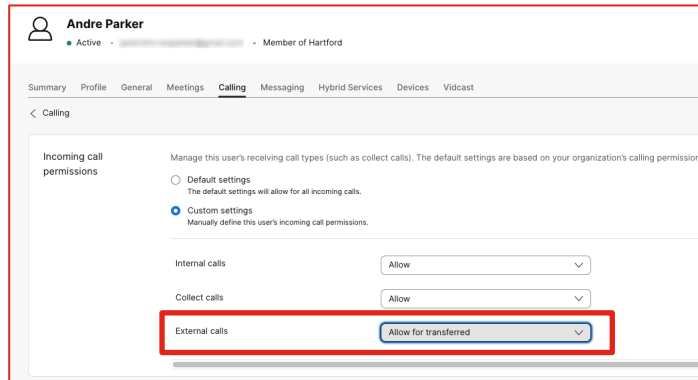 Andre Parker
Active · · Member of Hartford
Summary Profile General Meetings Calling Messaging Hybrid Services Devices Vidcast
Calling
Incoming call permissions
Manage this user's receiving call types (such as collect calls). The default settings are based on your organization's calling
Default settings
The default settings will allow for all incoming calls.
Custom settings
Manually define this user's incoming call permissions.
Internal calls Allow
Collect calls Allow
External calls Allow for transferred